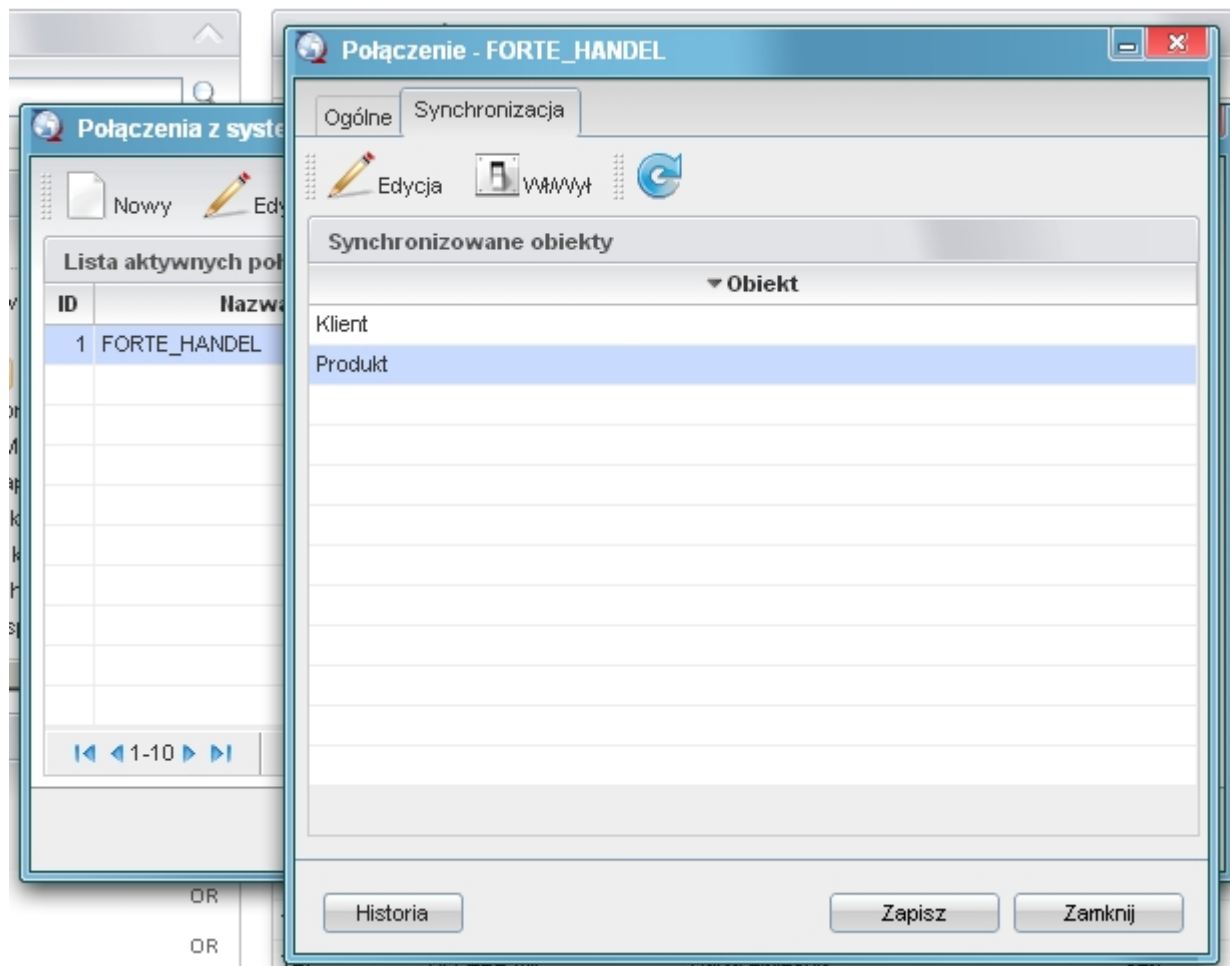 Połączenie - FORTE_HANDEL
Ogólne Synchronizacja
Edycja Wł/Wył
Synchronizowane obiekty
Obiekt
Klient
Produkt
Historia Zapisz Zamknij
Połączenia z syste
Nowy Edy
Lista aktywnych poł
ID Nazwa
1 FORTE_HANDEL
1-10
OR
OR